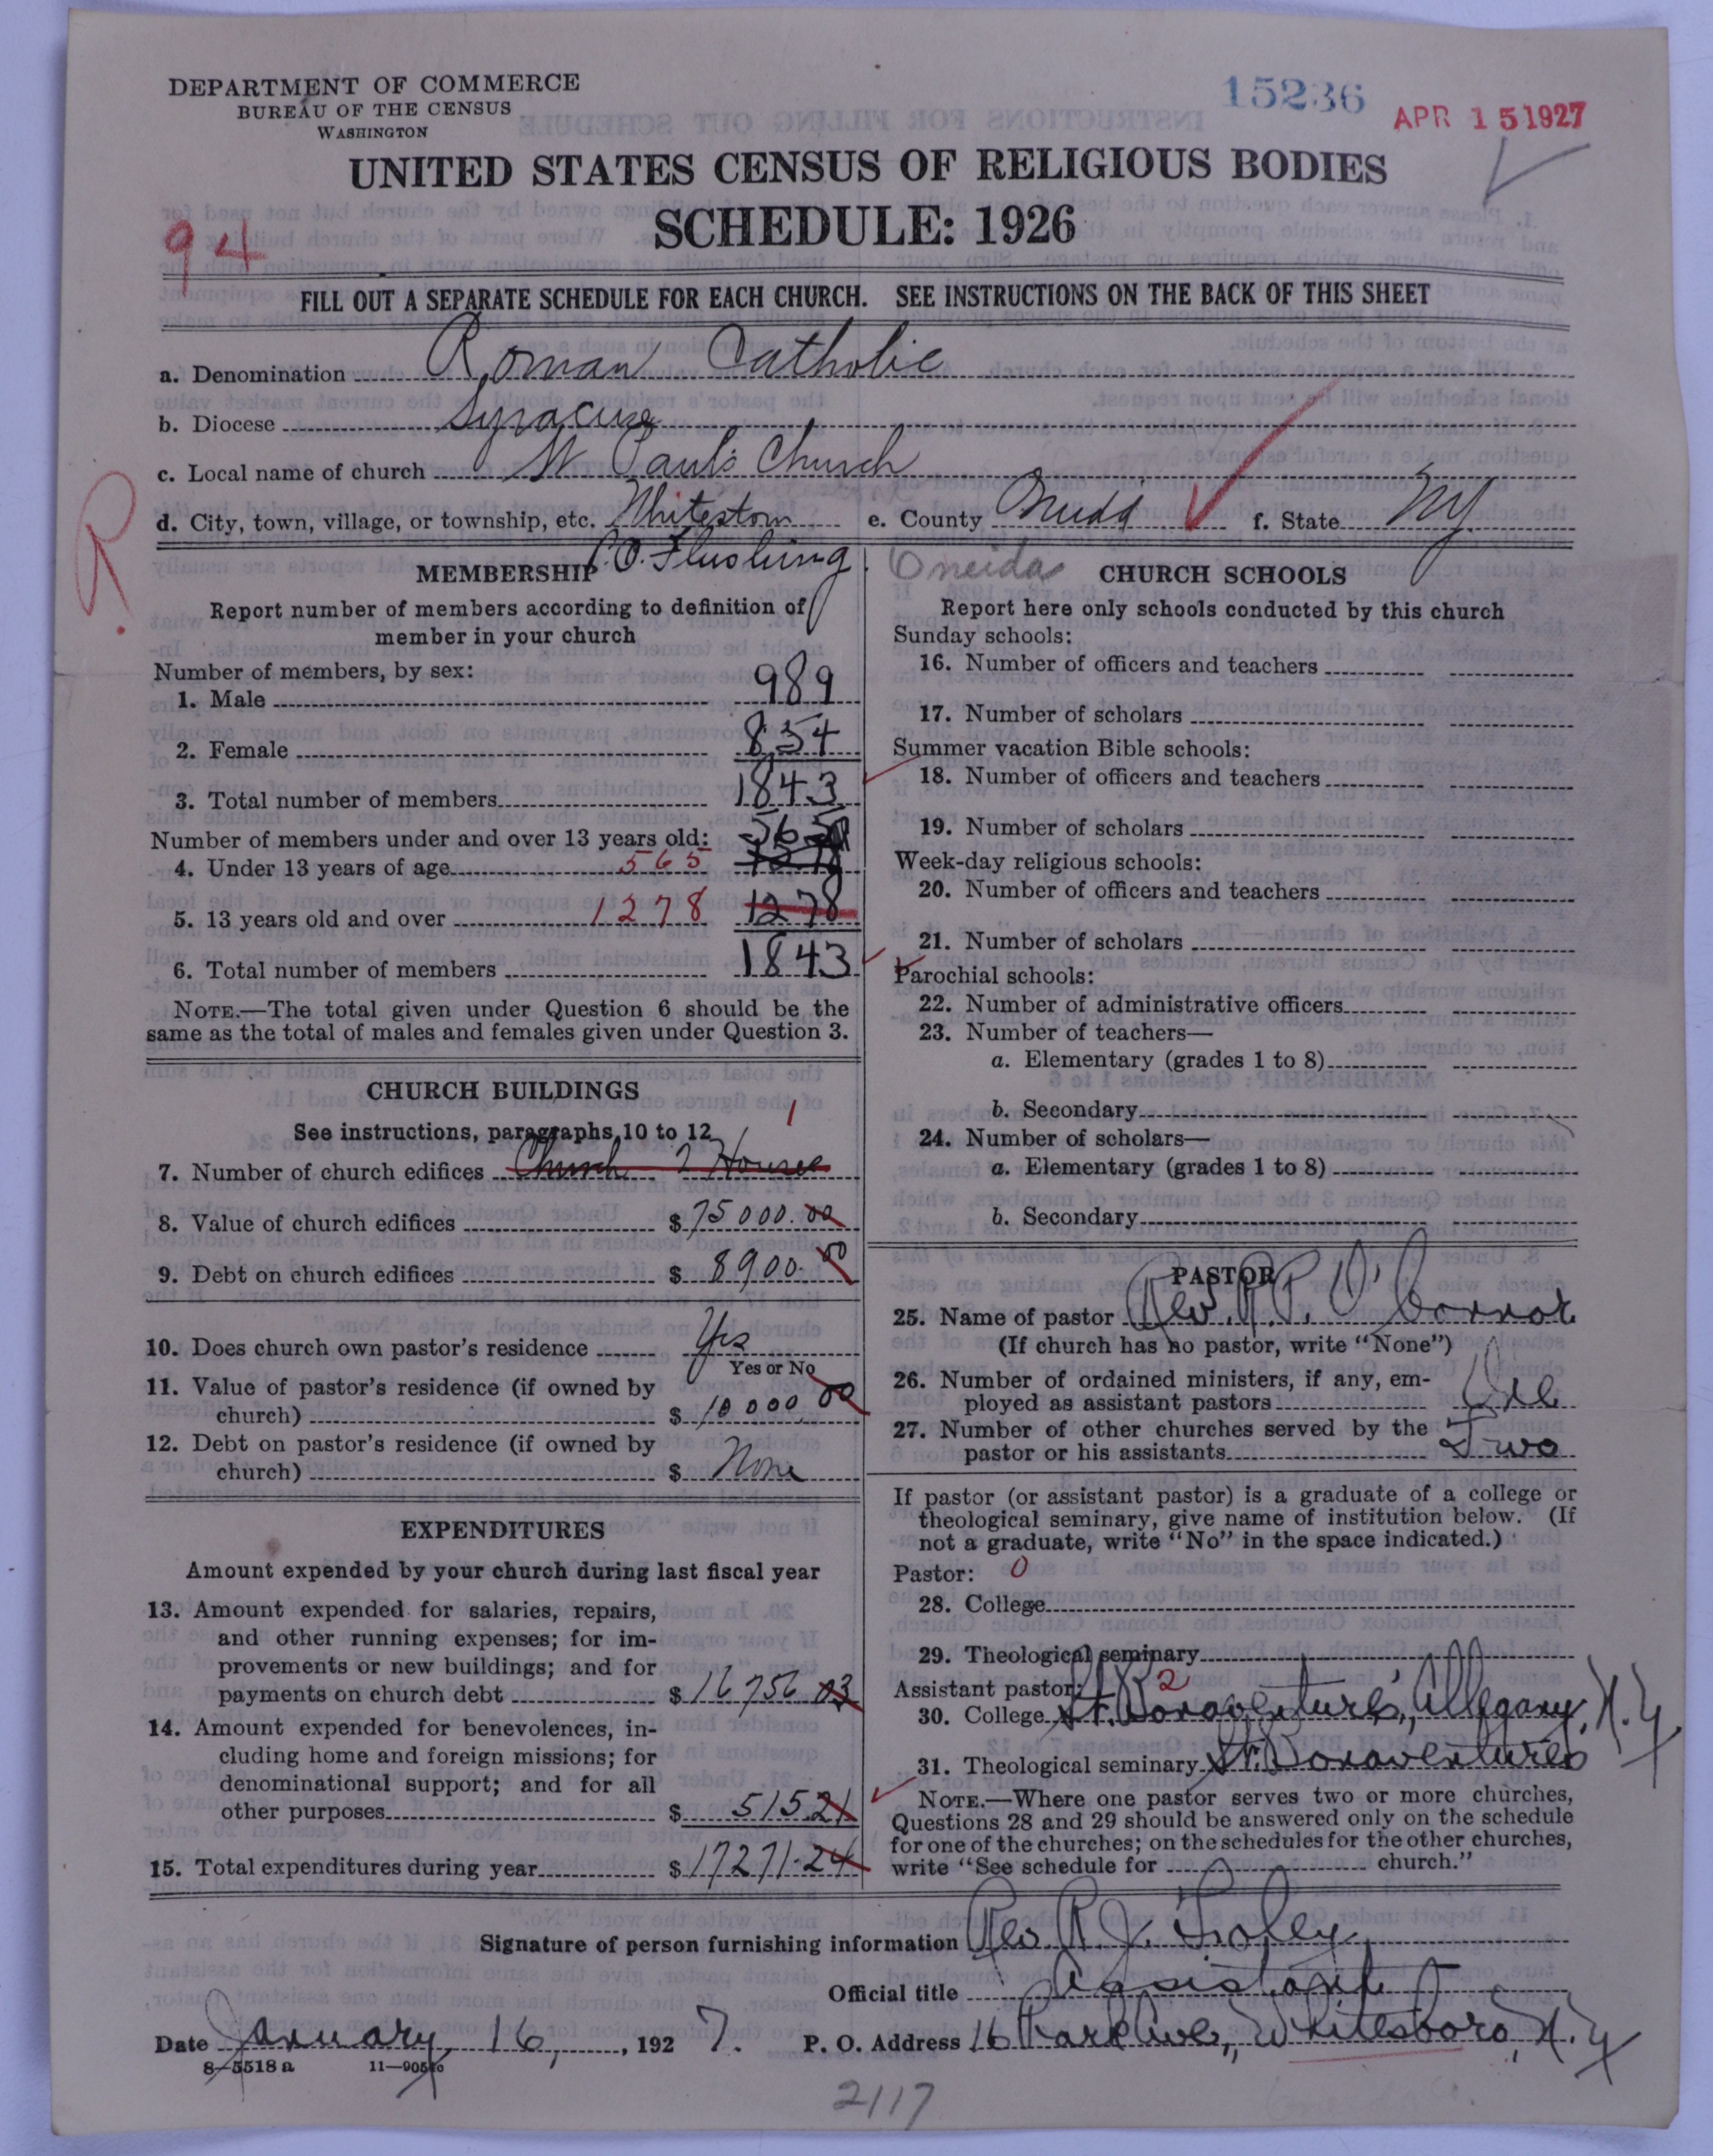 DEPARTMENT OF COMMERCE
BUREAU OF THE CENSUS
WASHINGTON
15236
APR 15 1927
UNITED STATES CENSUS OF RELIGIOUS BODIES
SCHEDULE: 1926
94
FILL OUT A SEPARATE SCHEDULE FOR EACH CHURCH. SEE INSTRUCTIONS ON THE BACK OF THIS SHEET
a. Denomination Roman Catholic
b. Diocese Syracuse
c. Local name of church St Paul's Church
d. City, town, village, or township, etc. Whitestown e. County f. State NY
R.
P.O. Flushing
Oneida
MEMBERSHIP
Report number of members according to definition of
member in your church
Number of members, by sex:
1. Male 989
2. Female 854
3. Total number of members 1843
Number of members under and over 13 years old: 565
4. Under 13 years of age 565 1278
5. 13 years old and over 1278 1278
6. Total number of members 1843
NOTE.—The total given under Question 6 should be the
same as the total of males and females given under Question 3.
CHURCH BUILDINGS
See instructions, paragraphs 10 to 12
1
7. Number of church edifices Church 2 Houses
8. Value of church edifices $ 75000.00
9. Debt on church edifices $ 8900.00
10. Does church own pastor's residence Yes
Yes or No
11. Value of pastor's residence (if owned by
church) $ 10000.00
12. Debt on pastor's residence (if owned by
church) $ None
EXPENDITURES
Amount expended by your church during last fiscal year
13. Amount expended for salaries, repairs,
and other running expenses; for im-
provements or new buildings; and for
payments on church debt $ 16756 03
14. Amount expended for benevolences, in-
cluding home and foreign missions; for
denominational support; and for all
other purposes $ 515.21
15. Total expenditures during year $ 17271.24
CHURCH SCHOOLS
Report here only schools conducted by this church
Sunday schools:
16. Number of officers and teachers
17. Number of scholars
Summer vacation Bible schools:
18. Number of officers and teachers
19. Number of scholars
Week-day religious schools:
20. Number of officers and teachers
21. Number of scholars
Parochial schools:
22. Number of administrative officers
23. Number of teachers—
a. Elementary (grades 1 to 8)
b. Secondary
24. Number of scholars—
a. Elementary (grades 1 to 8)
b. Secondary
PASTOR
25. Name of pastor Rev. R.P. O'Connor
(If church has no pastor, write "None")
26. Number of ordained ministers, if any, em-
ployed as assistant pastors One
27. Number of other churches served by the
pastor or his assistants Two
If pastor (or assistant pastor) is a graduate of a college or
theological seminary, give name of institution below. (If
not a graduate, write "No" in the space indicated.)
Pastor: 0
28. College
29. Theological seminary
Assistant pastor: 2
30. College St. Bonaventure's, Allegany, N.Y
31. Theological seminary St. Bonaventures
NOTE.—Where one pastor serves two or more churches,
Questions 28 and 29 should be answered only on the schedule
for one of the churches; on the schedules for the other churches,
write "See schedule for church."
Signature of person furnishing information Rev. R. J. Foley
Official title Assistant
Date January 16, , 192 7. P. O. Address 16 Park Ave., Whitesboro, N.Y
8-5518 a 11-9050
2117